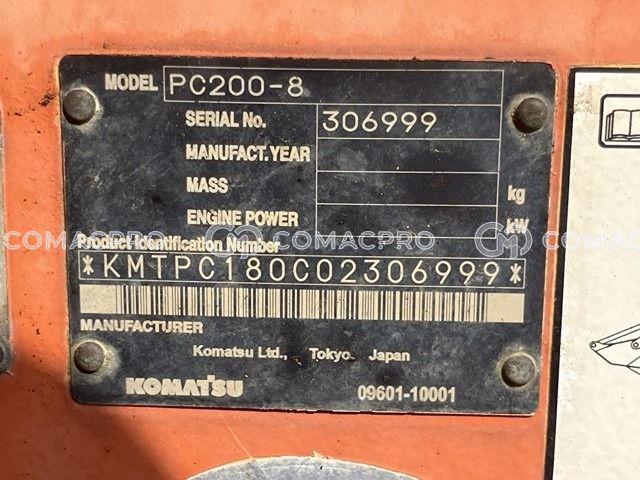 MODEL PC200-8
SERIAL No. 306999
MANUFACT.YEAR
MASS kg
ENGINE POWER kW
COMACPRO COMACPRO
Product Identification Number
*KMTPC180C02306999*
MANUFACTURER
Komatsu Ltd., Tokyo. Japan
KOMATSU 09601-10001